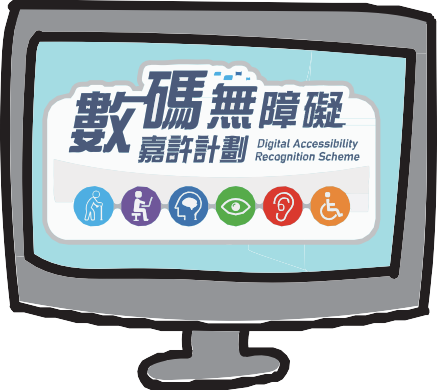 數碼無障礙
嘉許計劃
Digital Accessibility
Recognition Scheme